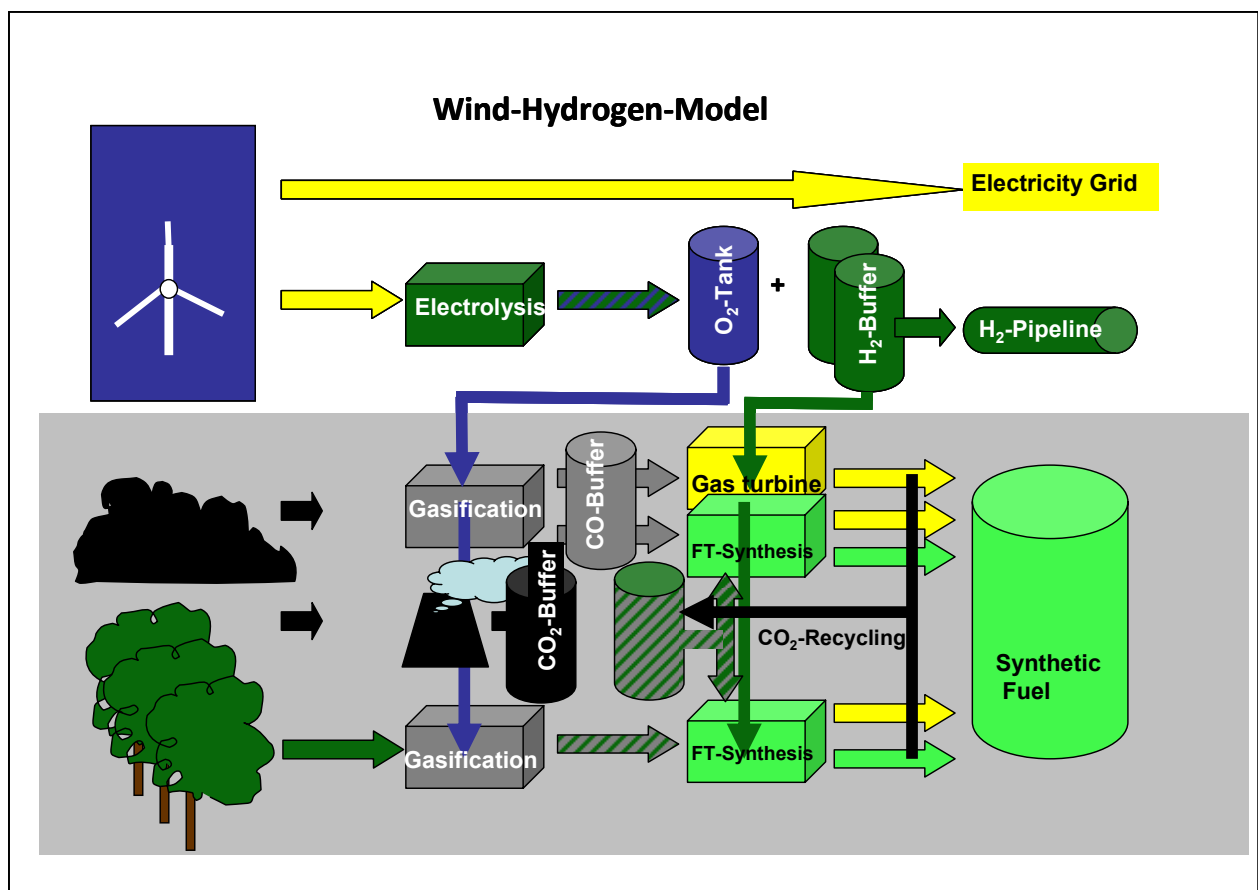 Wind-Hydrogen-Model
Electricity Grid
Electrolysis
O₂-Tank
+
H₂-Buffer
H₂-Pipeline
Gasification
CO-Buffer
Gas turbine
FT-Synthesis
CO₂-Buffer
CO₂-Recycling
Synthetic
Fuel
Gasification
FT-Synthesis